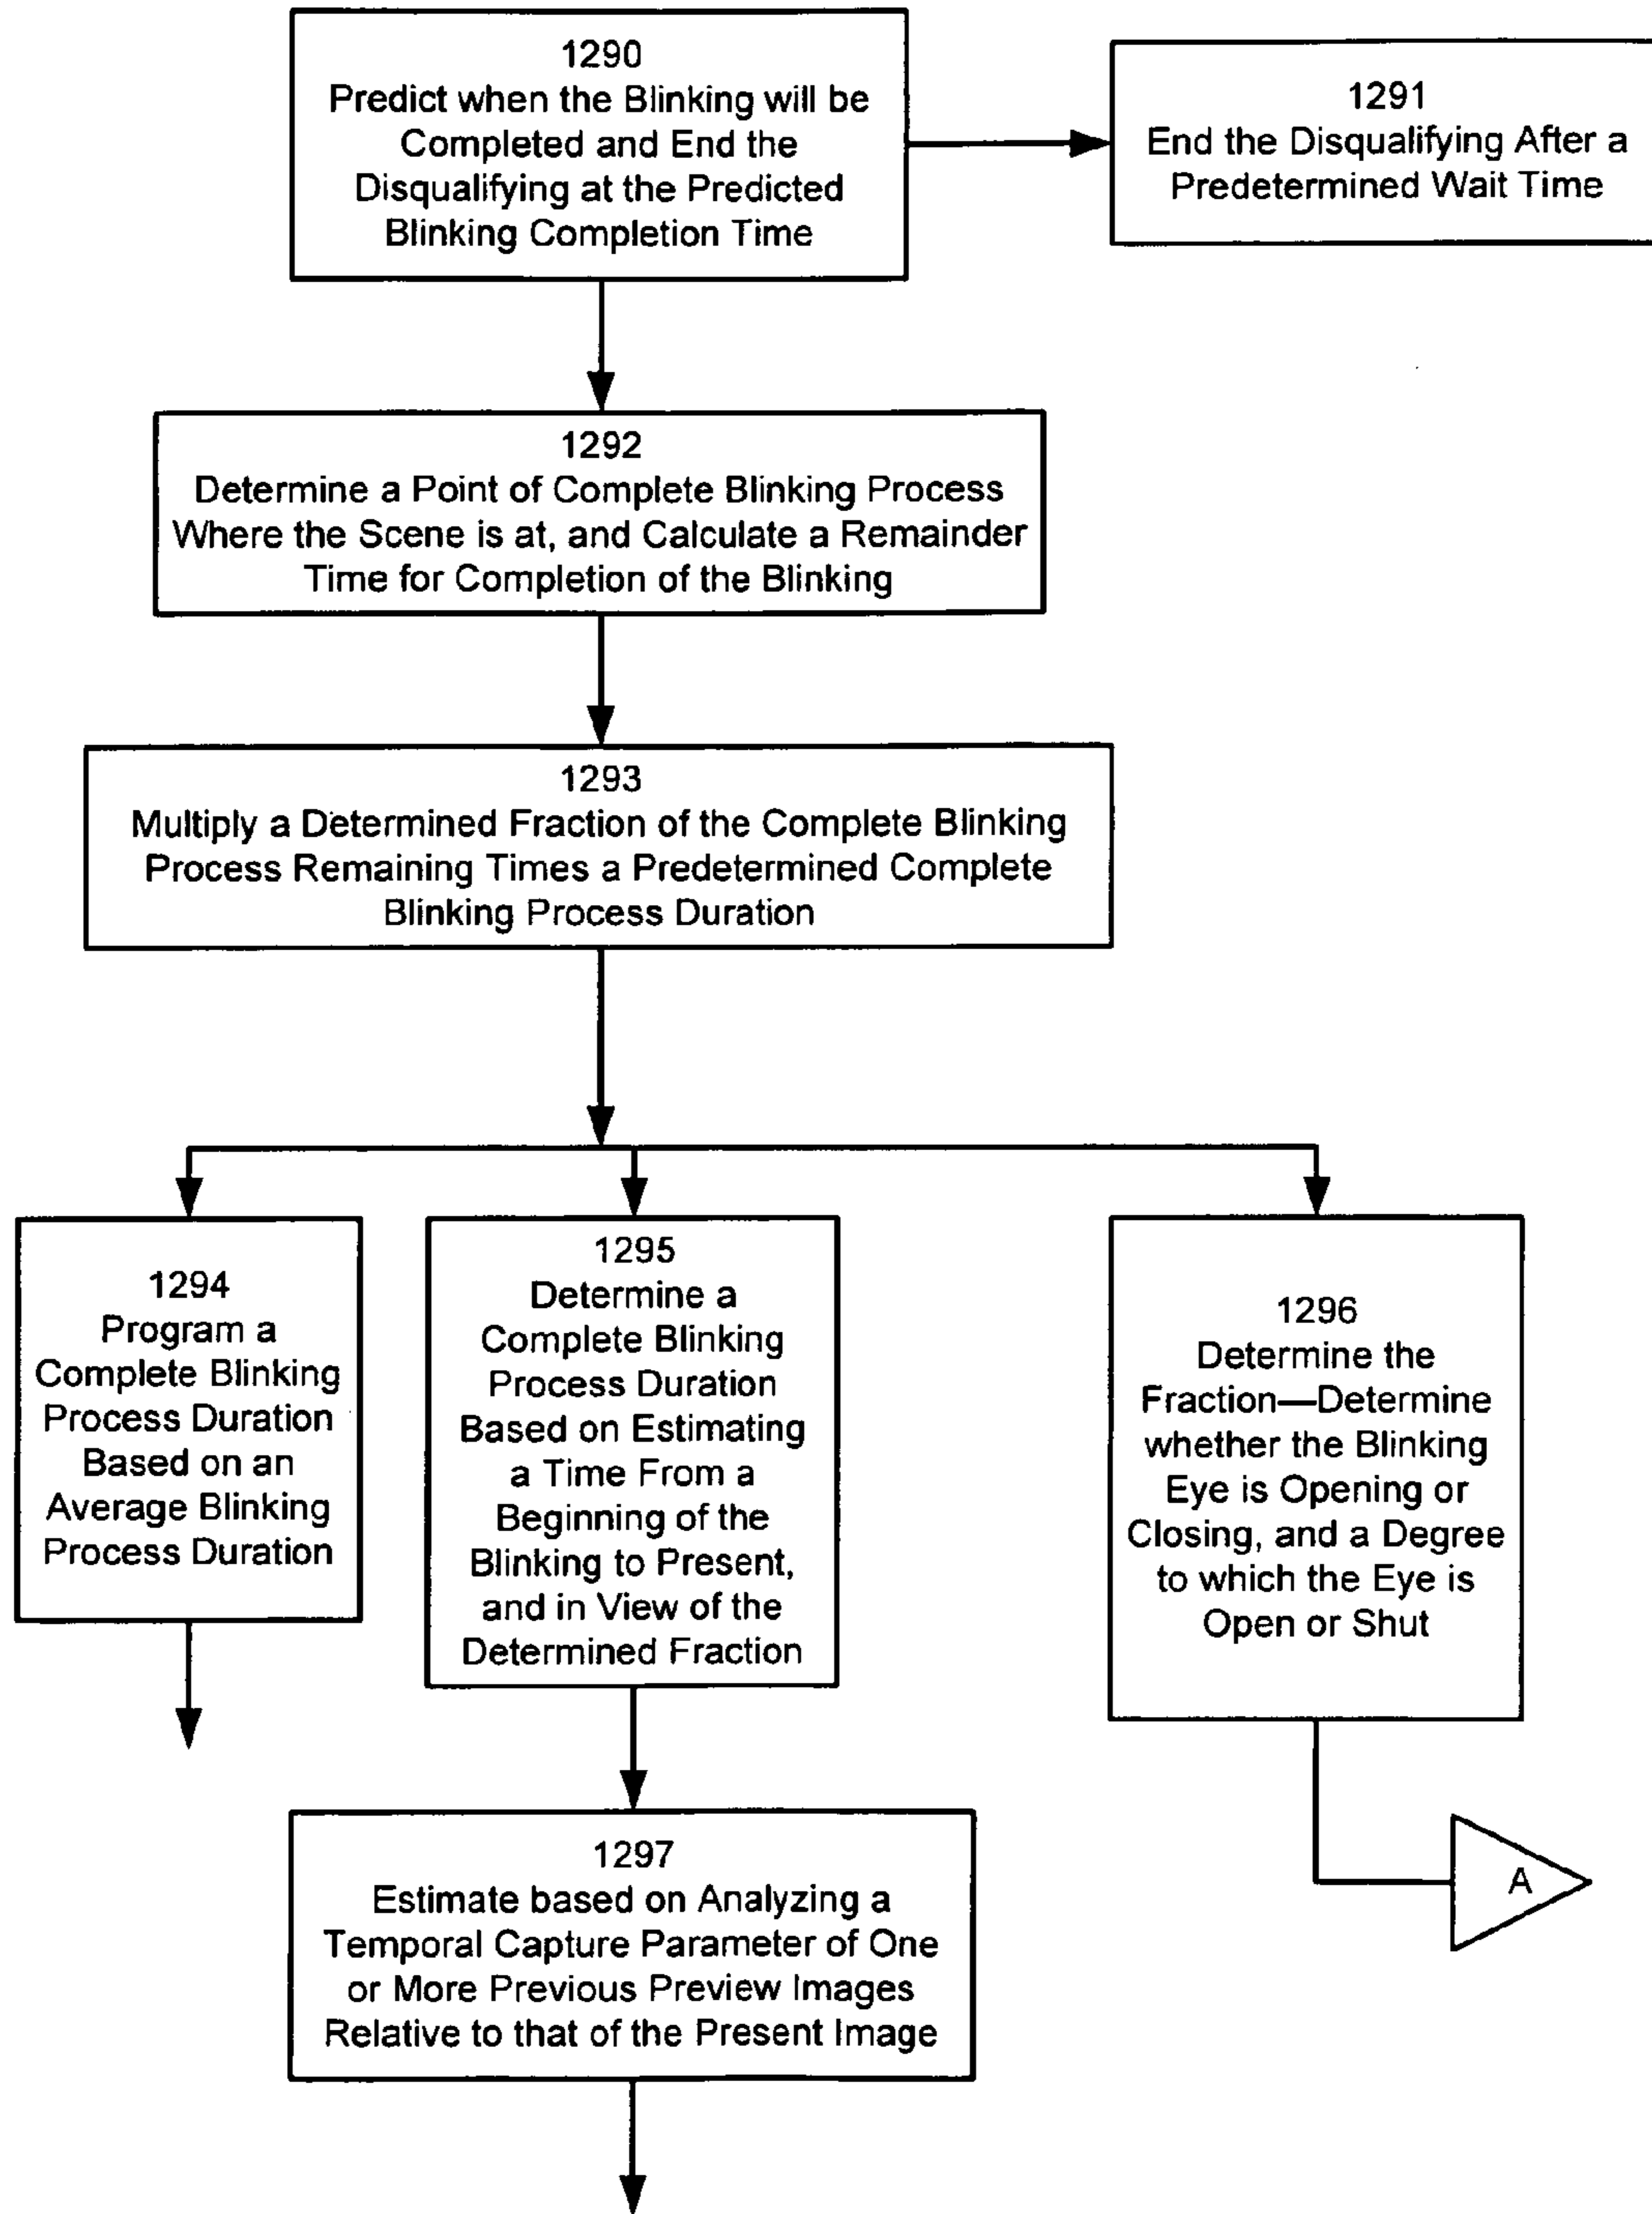 1290
Predict when the Blinking will be
Completed and End the
Disqualifying at the Predicted
Blinking Completion Time
1291
End the Disqualifying After a
Predetermined Wait Time
1292
Determine a Point of Complete Blinking Process
Where the Scene is at, and Calculate a Remainder
Time for Completion of the Blinking
1293
Multiply a Determined Fraction of the Complete Blinking
Process Remaining Times a Predetermined Complete
Blinking Process Duration
1294
Program a
Complete Blinking
Process Duration
Based on an
Average Blinking
Process Duration
1295
Determine a
Complete Blinking
Process Duration
Based on Estimating
a Time From a
Beginning of the
Blinking to Present,
and in View of the
Determined Fraction
1296
Determine the
Fraction—Determine
whether the Blinking
Eye is Opening or
Closing, and a Degree
to which the Eye is
Open or Shut
1297
Estimate based on Analyzing a
Temporal Capture Parameter of One
or More Previous Preview Images
Relative to that of the Present Image
A